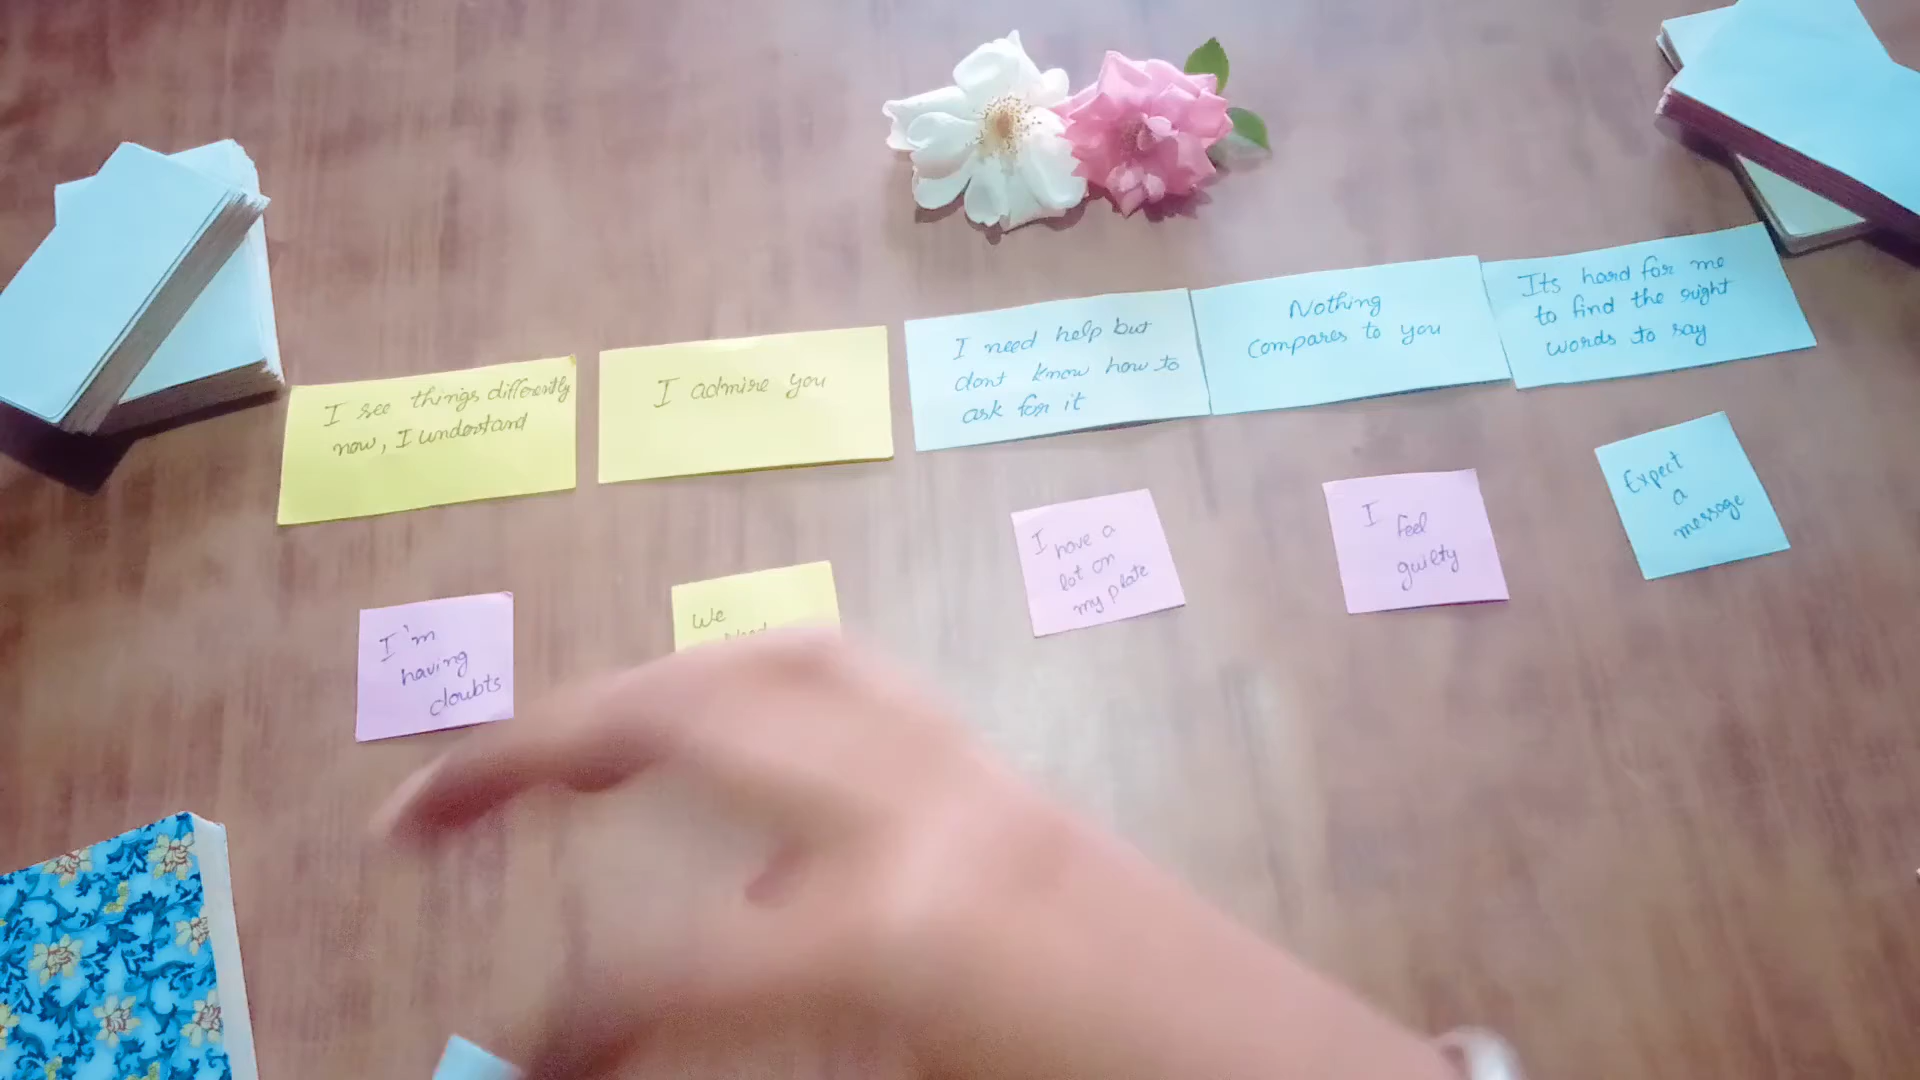 I see things differently
now, I understand
I admire you
I need help but
dont know how to
ask for it
Nothing
compares to you
Its hard for me
to find the right
words to say
I'm
having
doubts
We
I have a
lot on
my plate
I
feel
guilty
Expect
a
message